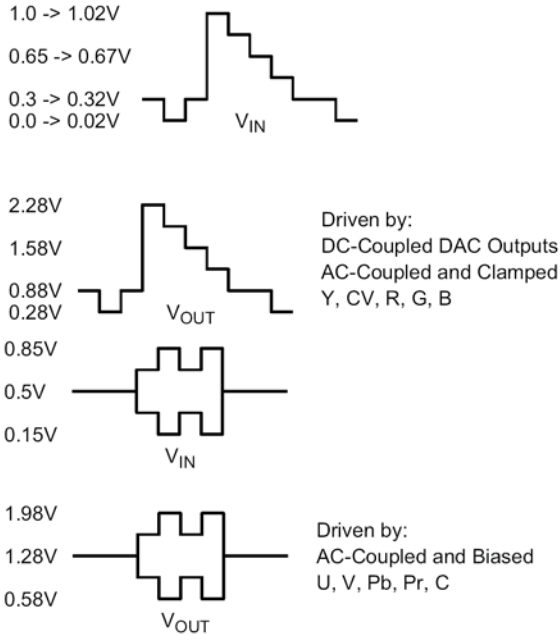 1.0 -> 1.02V
0.65 -> 0.67V
0.3 -> 0.32V
0.0 -> 0.02V
VIN
2.28V
1.58V
0.88V
0.28V
VOUT
Driven by:
DC-Coupled DAC Outputs
AC-Coupled and Clamped
Y, CV, R, G, B
0.85V
0.5V
0.15V
VIN
1.98V
1.28V
0.58V
VOUT
Driven by:
AC-Coupled and Biased
U, V, Pb, Pr, C